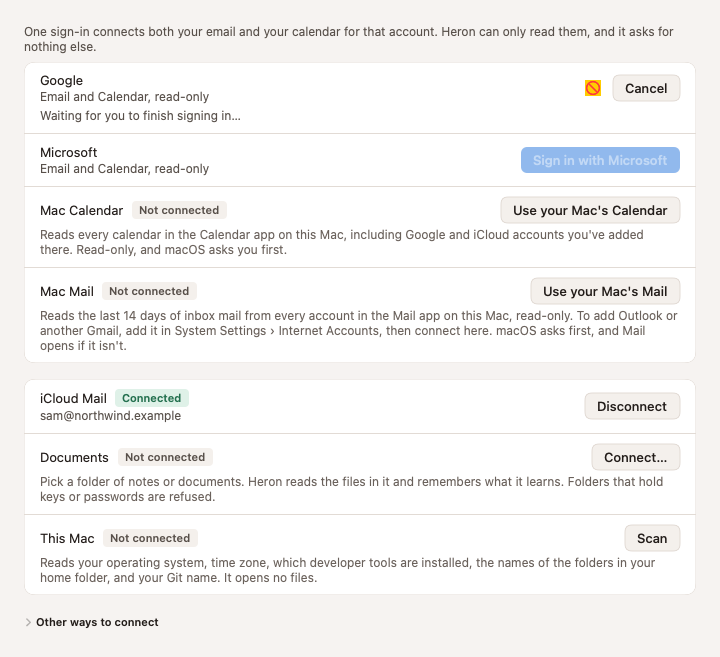 One sign-in connects both your email and your calendar for that account. Heron can only read them, and it asks for
nothing else.
Google
Email and Calendar, read-only
Waiting for you to finish signing in…
Cancel
Microsoft
Email and Calendar, read-only
Sign in with Microsoft
Mac Calendar Not connected
Use your Mac's Calendar
Reads every calendar in the Calendar app on this Mac, including Google and iCloud accounts you've added
there. Read-only, and macOS asks you first.
Mac Mail Not connected
Use your Mac's Mail
Reads the last 14 days of inbox mail from every account in the Mail app on this Mac, read-only. To add Outlook or
another Gmail, add it in System Settings › Internet Accounts, then connect here. macOS asks first, and Mail
opens if it isn't.
iCloud Mail Connected
sam@northwind.example
Disconnect
Documents Not connected
Connect…
Pick a folder of notes or documents. Heron reads the files in it and remembers what it learns. Folders that hold
keys or passwords are refused.
This Mac Not connected
Scan
Reads your operating system, time zone, which developer tools are installed, the names of the folders in your
home folder, and your Git name. It opens no files.
Other ways to connect